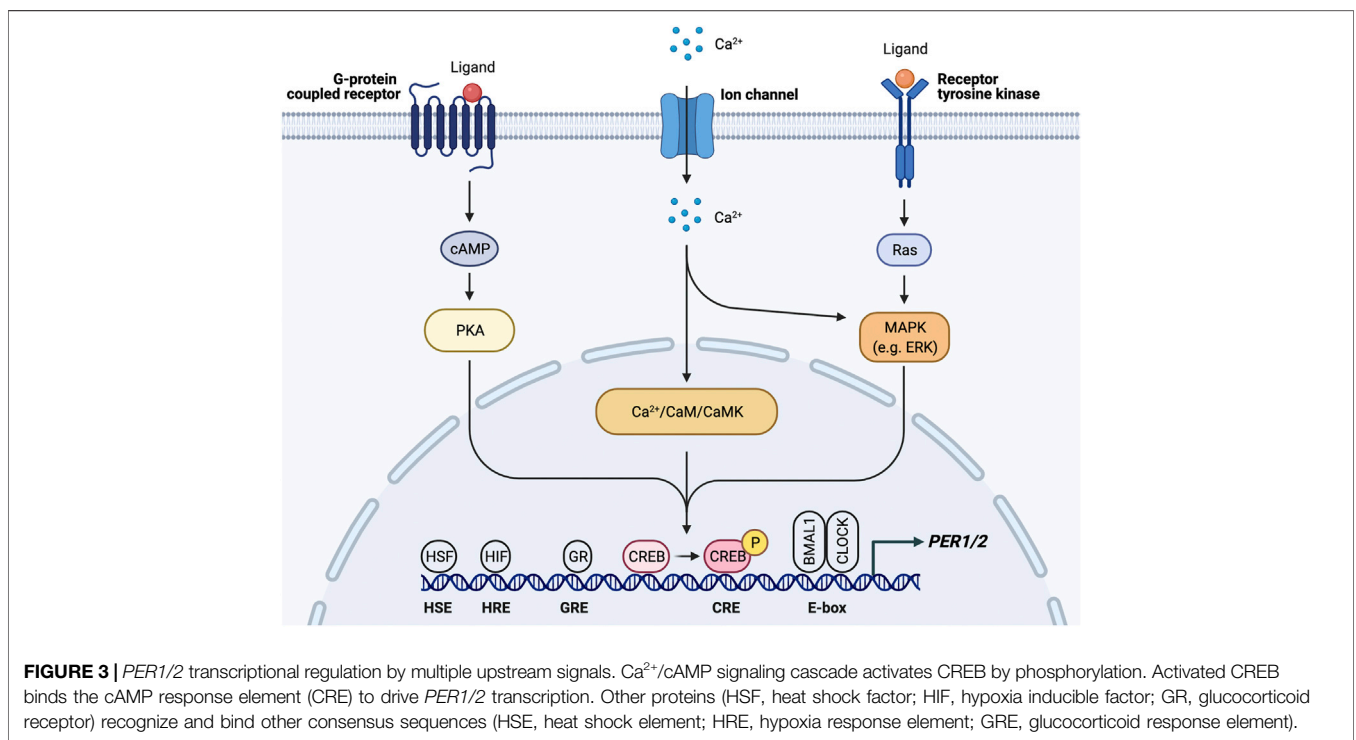 Ca²⁺
Ligand
G-protein
coupled receptor
Ion channel
Ligand
Receptor
tyrosine kinase
Ca²⁺
cAMP
Ras
PKA
MAPK
(e.g. ERK)
Ca²⁺/CaM/CaMK
HSF
HIF
GR
CREB
CREB
P
BMAL1
CLOCK
PER1/2
HSE
HRE
GRE
CRE
E-box
FIGURE 3 | PER1/2 transcriptional regulation by multiple upstream signals. Ca²⁺/cAMP signaling cascade activates CREB by phosphorylation. Activated CREB
binds the cAMP response element (CRE) to drive PER1/2 transcription. Other proteins (HSF, heat shock factor; HIF, hypoxia inducible factor; GR, glucocorticoid
receptor) recognize and bind other consensus sequences (HSE, heat shock element; HRE, hypoxia response element; GRE, glucocorticoid response element).